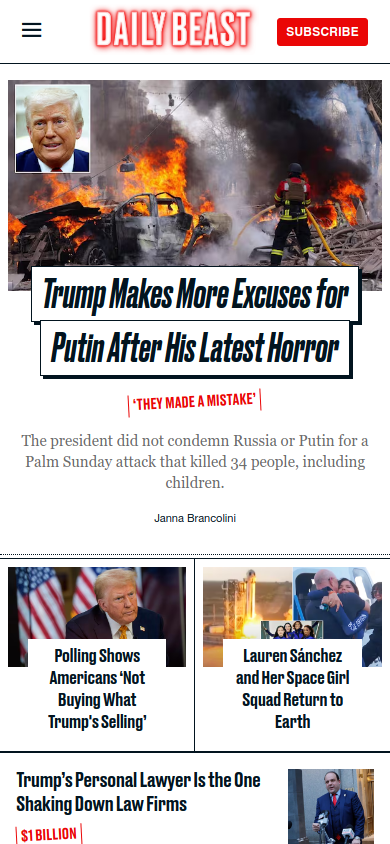 DAILY BEAST
SUBSCRIBE
Trump Makes More Excuses for
Putin After His Latest Horror
'THEY MADE A MISTAKE'
The president did not condemn Russia or Putin for a
Palm Sunday attack that killed 34 people, including
children.
Janna Brancolini
Polling Shows
Americans ‘Not
Buying What
Trump's Selling’
Lauren Sánchez
and Her Space Girl
Squad Return to
Earth
Trump’s Personal Lawyer Is the One
Shaking Down Law Firms
$1 BILLION